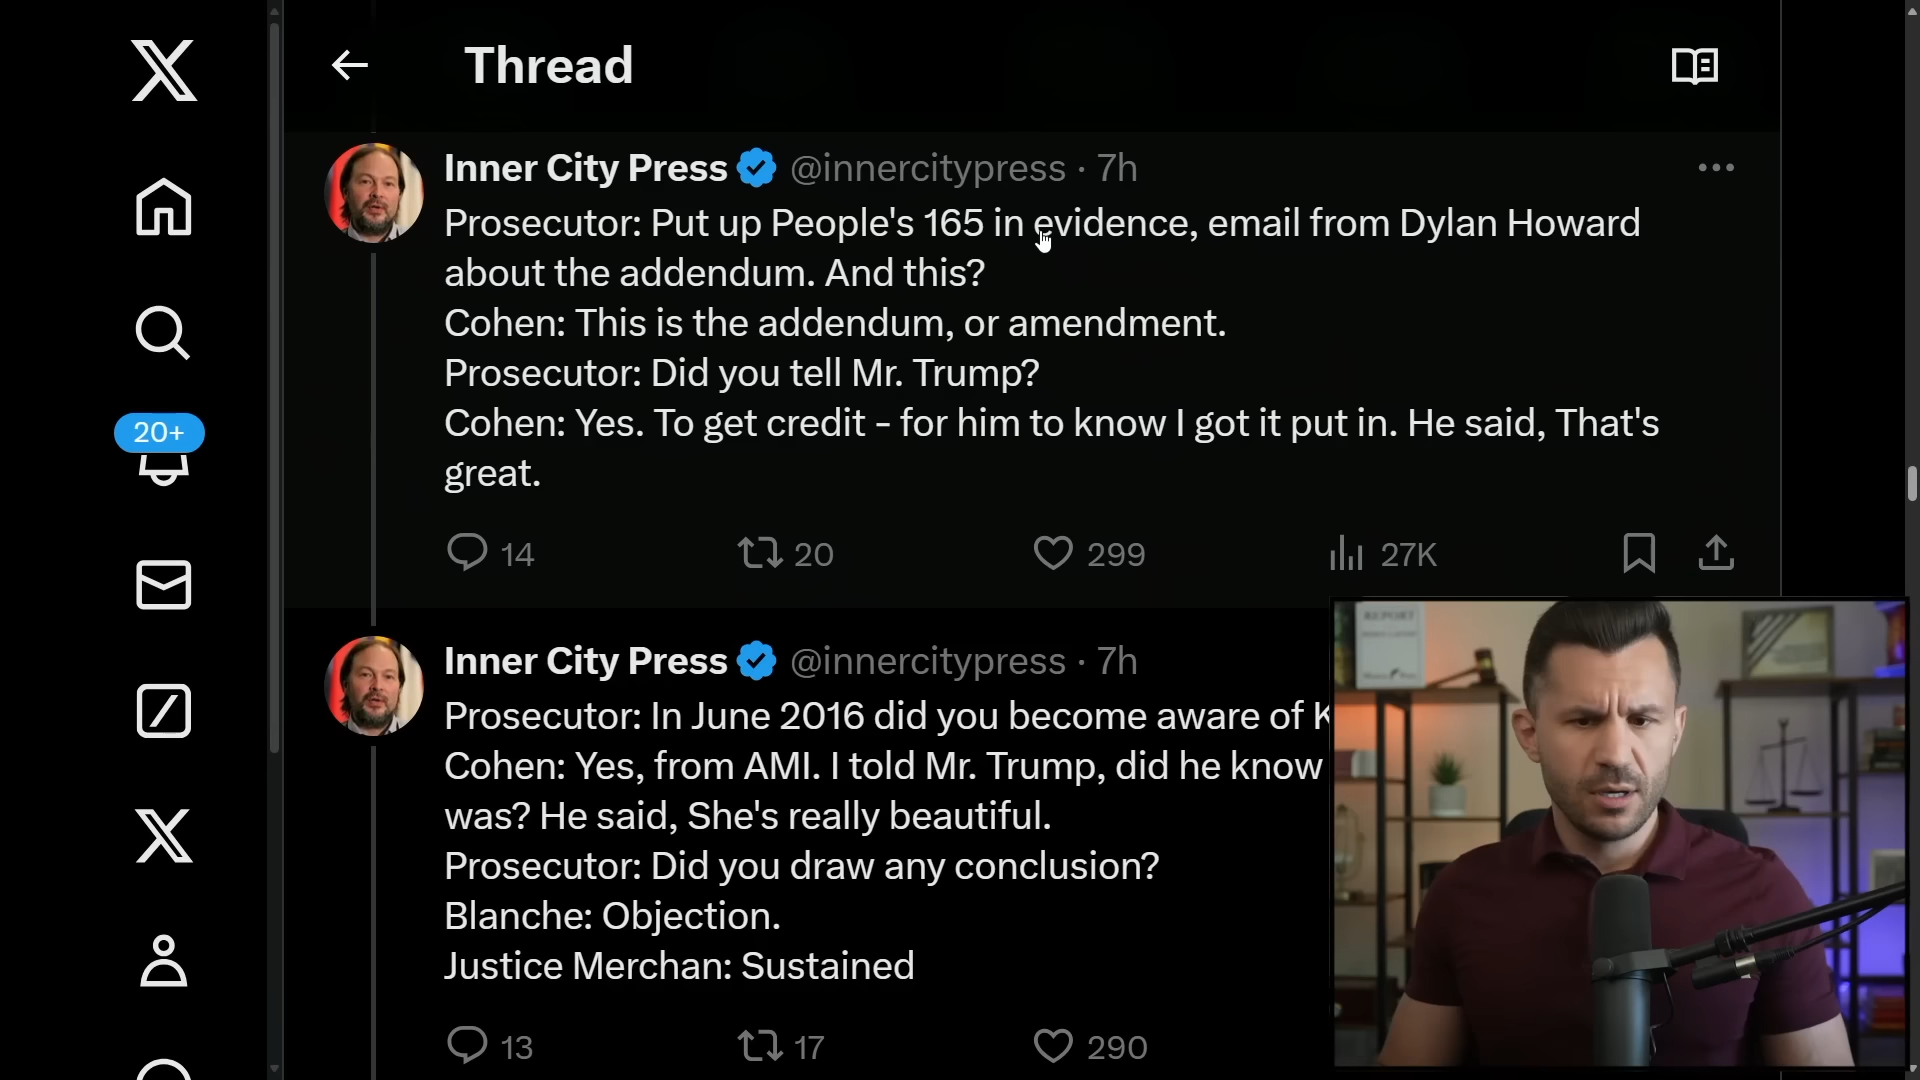 Thread
Inner City Press @innercitypress · 7h
Prosecutor: Put up People's 165 in evidence, email from Dylan Howard
about the addendum. And this?
Cohen: This is the addendum, or amendment.
Prosecutor: Did you tell Mr. Trump?
Cohen: Yes. To get credit - for him to know I got it put in. He said, That's
great.
14 20 299 27K
20+
Inner City Press @innercitypress · 7h
Prosecutor: In June 2016 did you become aware of K
Cohen: Yes, from AMI. I told Mr. Trump, did he know
was? He said, She's really beautiful.
Prosecutor: Did you draw any conclusion?
Blanche: Objection.
Justice Merchan: Sustained
13 17 290
REPORT